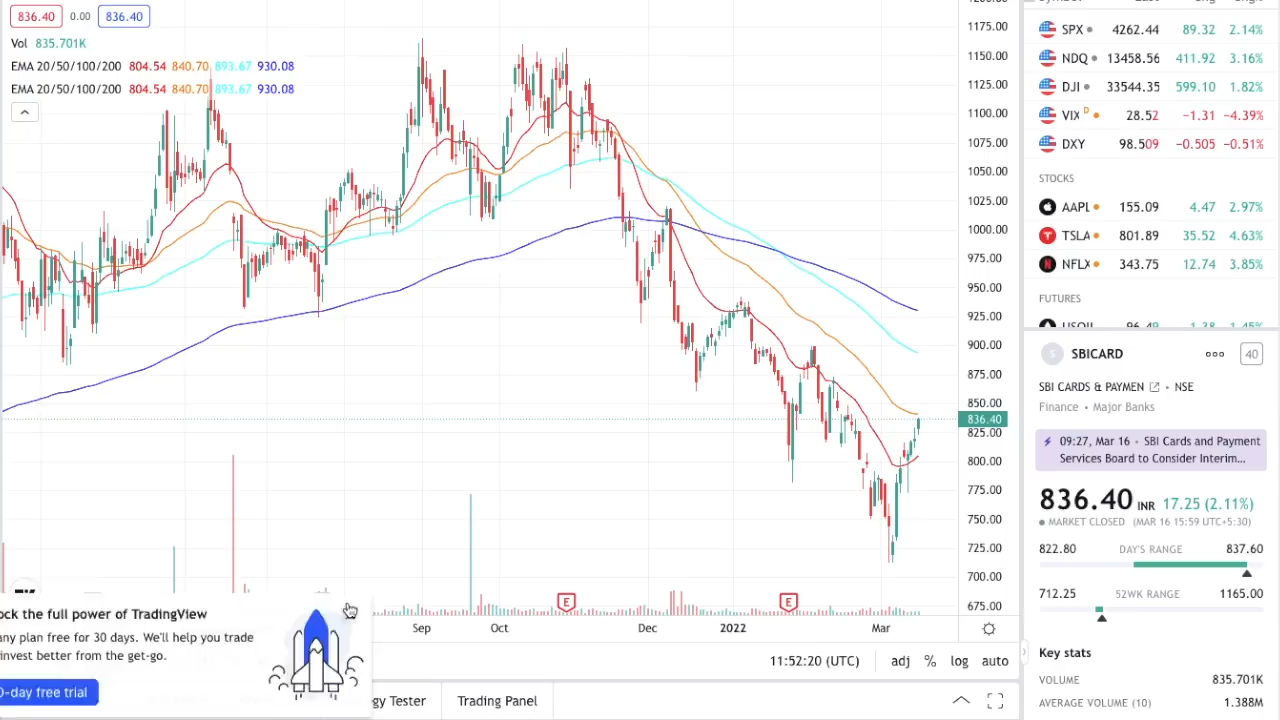 836.40 0.00 836.40
Vol 835.701K
EMA 20/50/100/200 804.54 840.70 893.67 930.08
EMA 20/50/100/200 804.54 840.70 893.67 930.08
1175.00
1150.00
1125.00
1100.00
1075.00
1050.00
1025.00
1000.00
975.00
950.00
925.00
900.00
875.00
850.00
836.40
825.00
800.00
775.00
750.00
725.00
700.00
675.00
E E
Sep Oct Dec 2022 Mar
11:52:20 (UTC) adj % log auto
ock the full power of TradingView
any plan free for 30 days. We'll help you trade
invest better from the get-go.
0-day free trial
gy Tester Trading Panel
SPX 4262.44 89.32 2.14%
NDQ 13458.56 411.92 3.16%
DJI 33544.35 599.10 1.82%
VIX D 28.52 −1.31 −4.39%
DXY 98.509 −0.505 −0.51%
STOCKS
AAPL 155.09 4.47 2.97%
TSLA 801.89 35.52 4.63%
NFLX 343.75 12.74 3.85%
FUTURES
USOIL 96.49 1.38 1.45%
S SBICARD 40
SBI CARDS & PAYMEN • NSE
Finance • Major Banks
09:27, Mar 16 • SBI Cards and Payment
Services Board to Consider Interim...
836.40 INR 17.25 (2.11%)
MARKET CLOSED (MAR 16 15:59 UTC+5:30)
822.80 DAY'S RANGE 837.60
712.25 52WK RANGE 1165.00
Key stats
VOLUME 835.701K
AVERAGE VOLUME (10) 1.388M